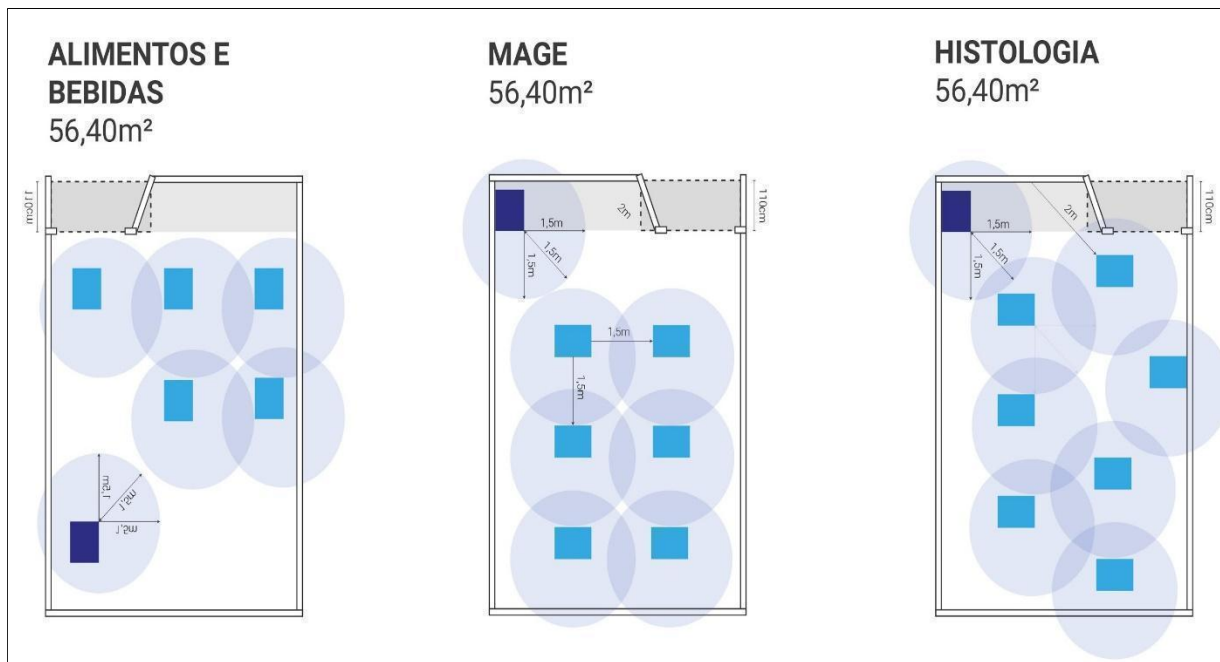 ALIMENTOS E
BEBIDAS
56,40m²
110cm
1,5m
1,5m
1,5m
MAGE
56,40m²
110cm
2m
1,5m
1,5m
1,5m
1,5m
1,5m
HISTOLOGIA
56,40m²
110cm
2m
1,5m
1,5m
1,5m